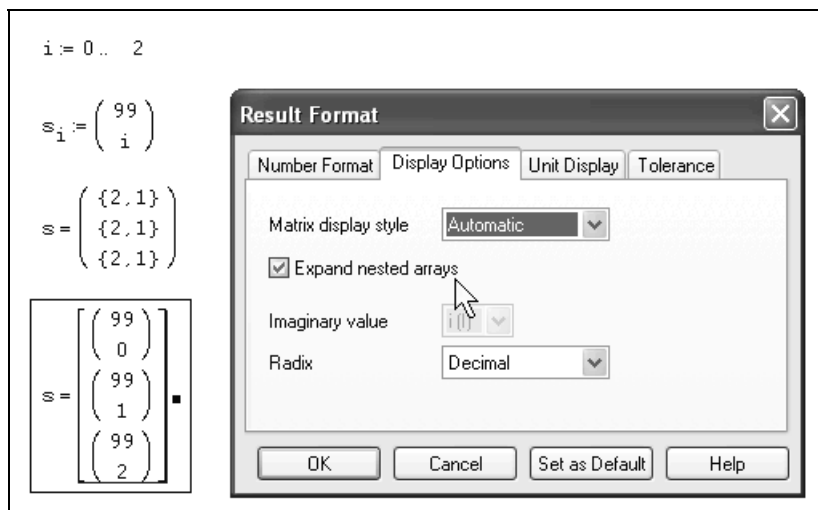 i := 0 .. 2
s i := ( 99 i )
s = ( {2,1} {2,1} {2,1} )
s = [ ( 99 0 ) ( 99 1 ) ( 99 2 ) ] ▪
Result Format
Number Format Display Options Unit Display Tolerance
Matrix display style Automatic
Expand nested arrays
Imaginary value i (I)
Radix Decimal
OK Cancel Set as Default Help